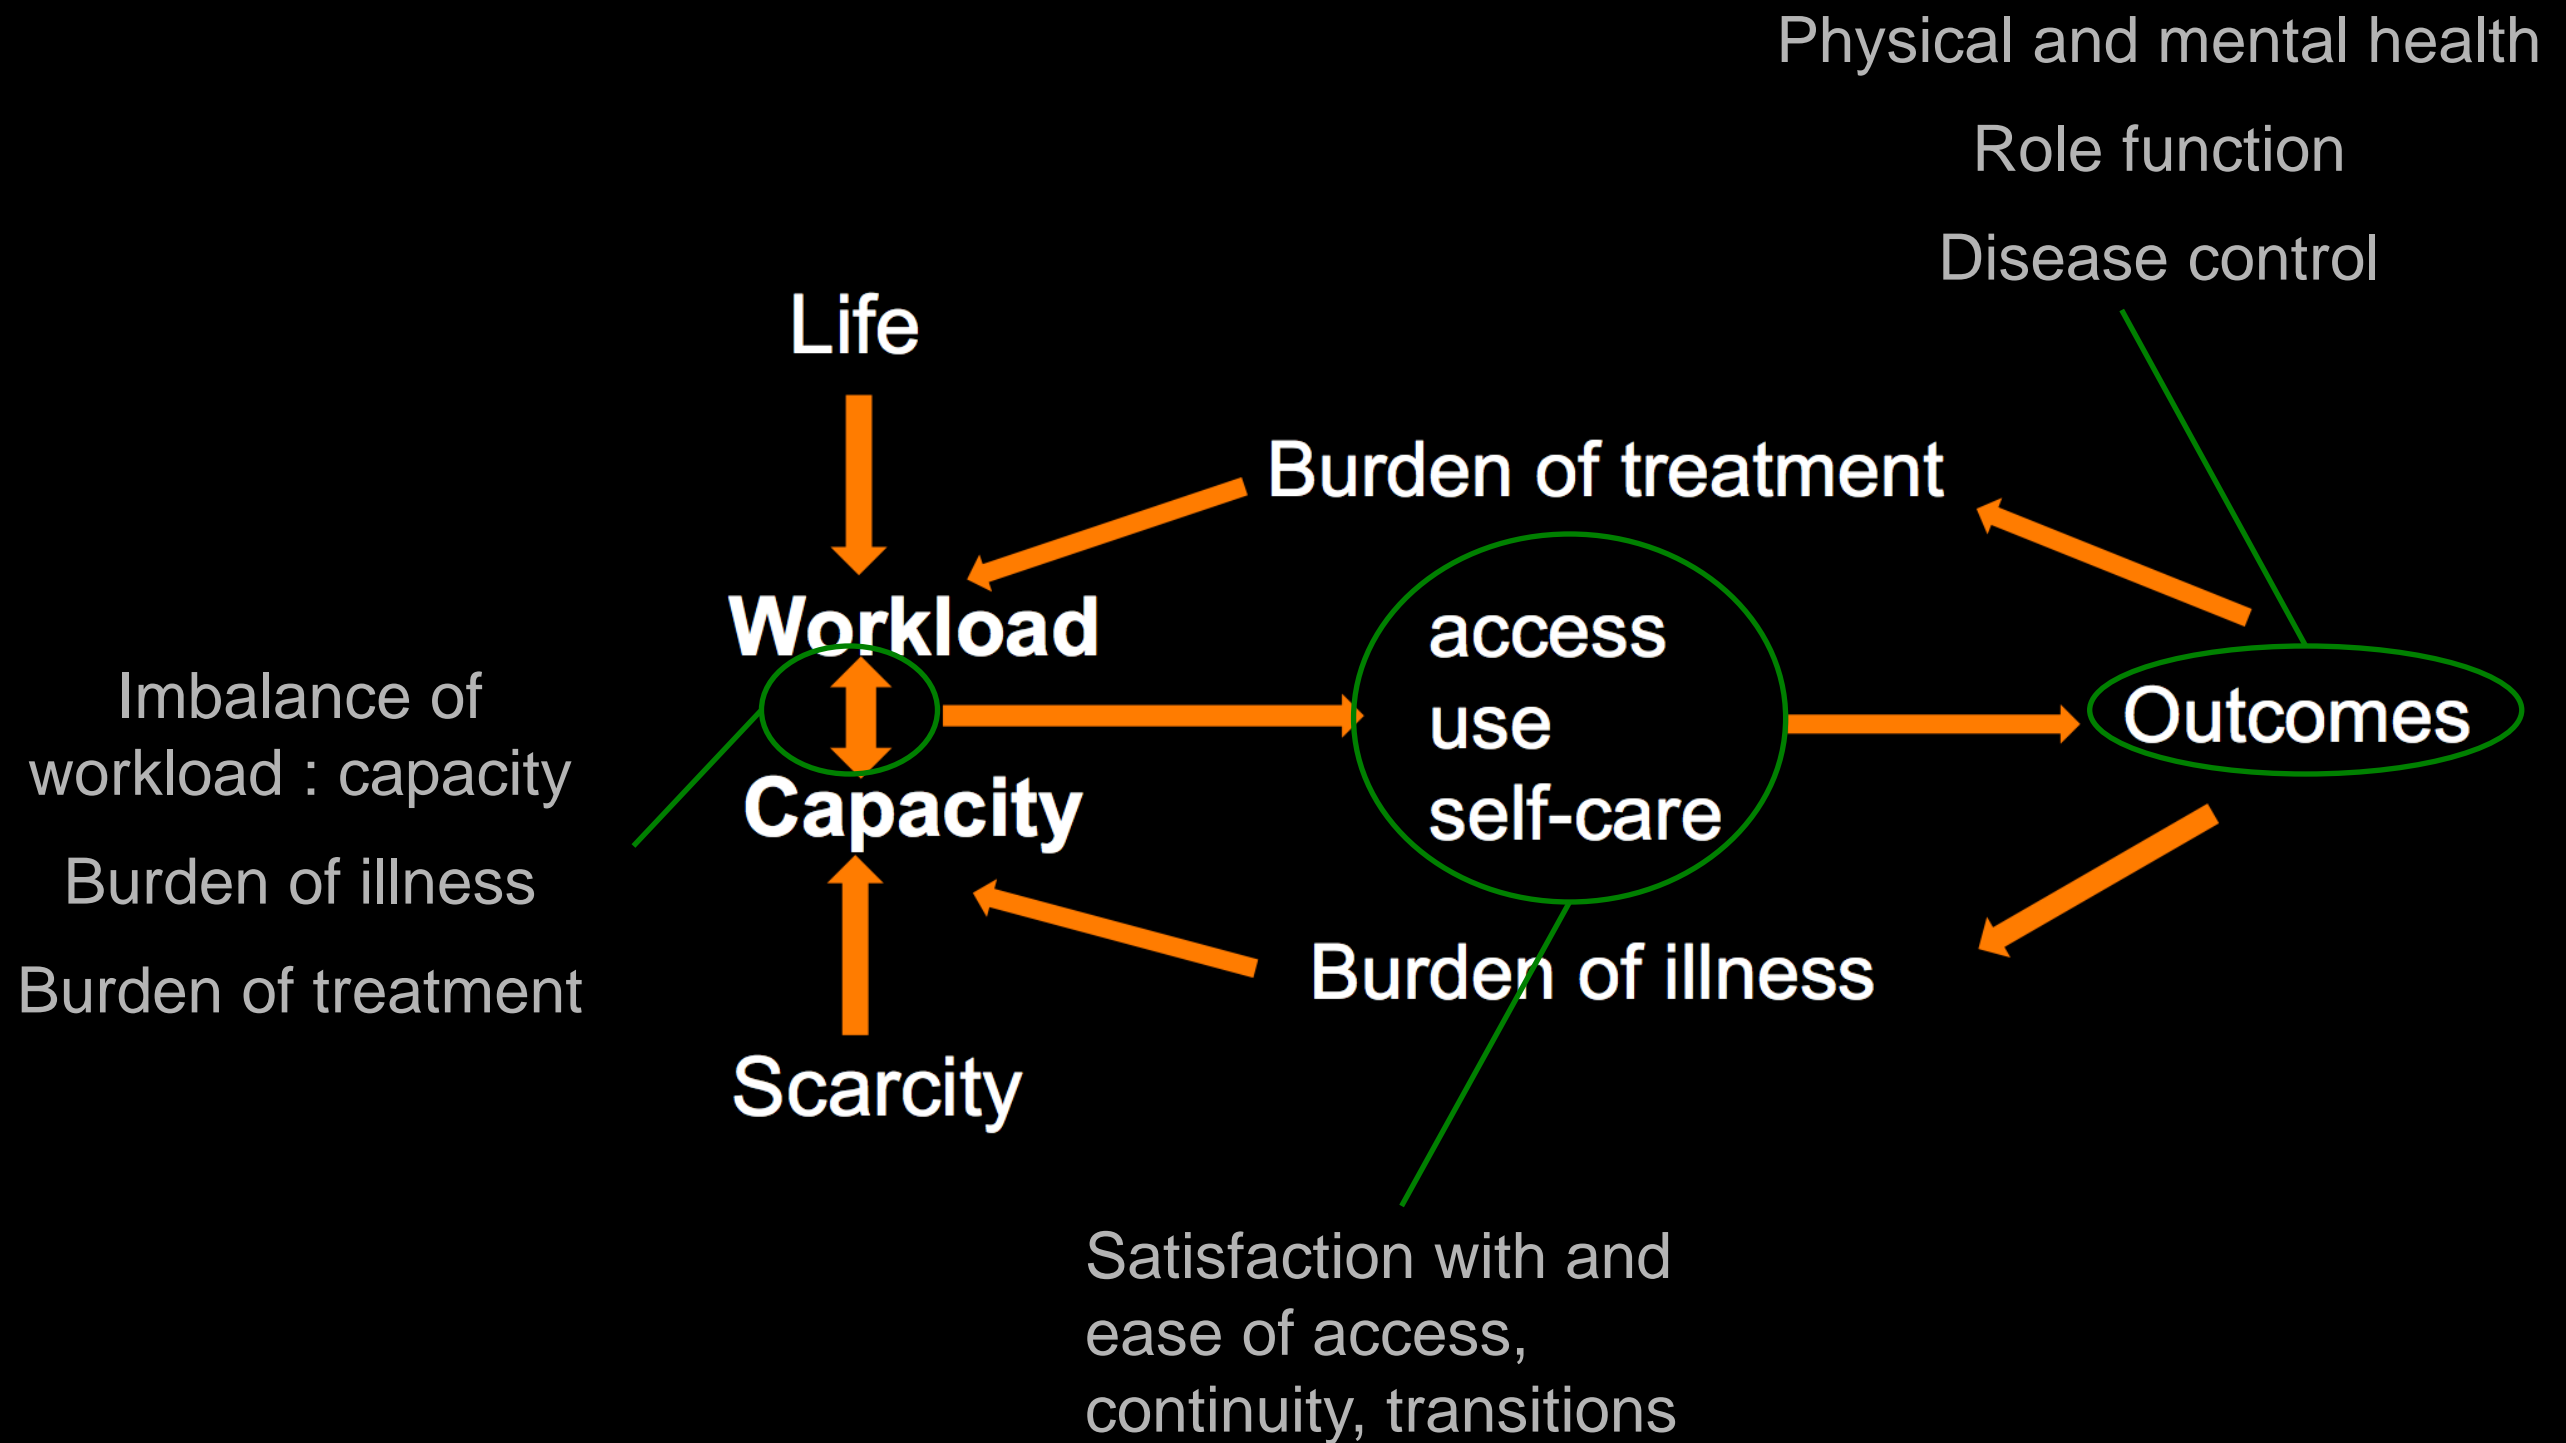 Physical and mental health
Role function
Disease control
Life
Burden of treatment
Workload
access
use
self-care
Outcomes
Imbalance of
workload : capacity
Burden of illness
Burden of treatment
Capacity
Burden of illness
Scarcity
Satisfaction with and
ease of access,
continuity, transitions